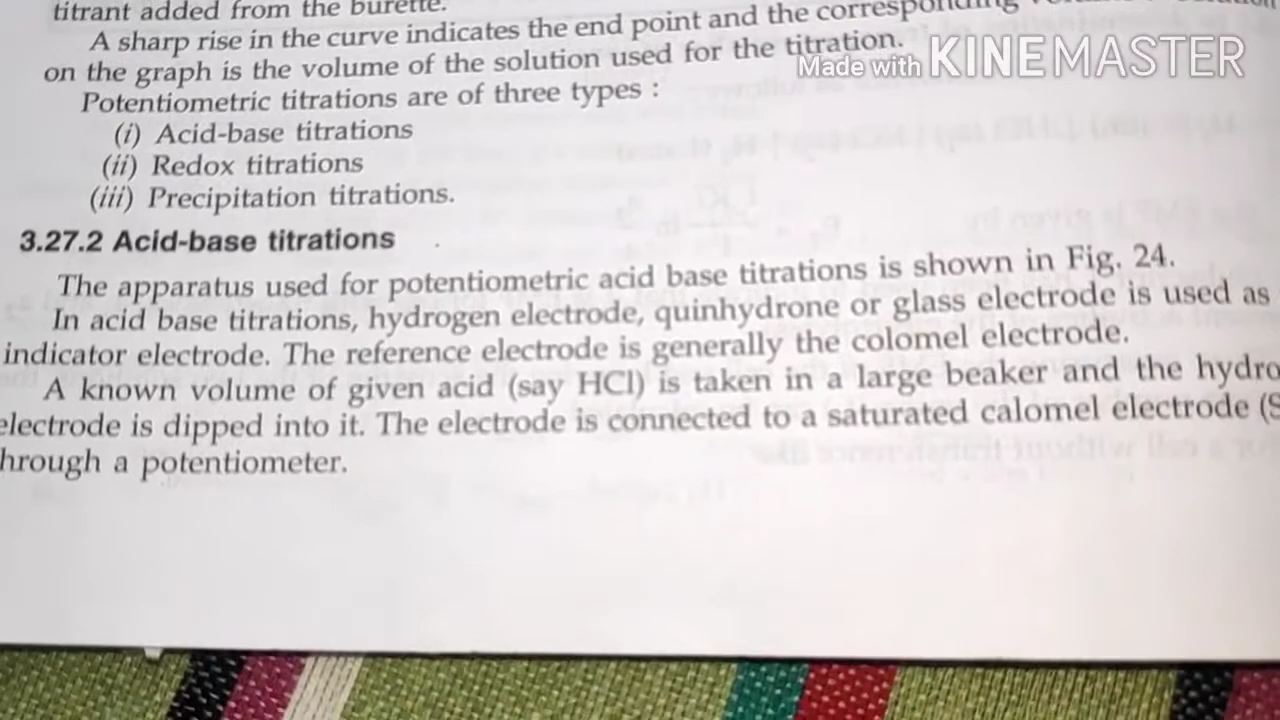 titrant added from the burette.
A sharp rise in the curve indicates the end point and the corresponding
on the graph is the volume of the solution used for the titration.
Made with KINEMASTER
Potentiometric titrations are of three types :
(i) Acid-base titrations
(ii) Redox titrations
(iii) Precipitation titrations.
3.27.2 Acid-base titrations
The apparatus used for potentiometric acid base titrations is shown in Fig. 24.
In acid base titrations, hydrogen electrode, quinhydrone or glass electrode is used as
indicator electrode. The reference electrode is generally the colomel electrode.
A known volume of given acid (say HCl) is taken in a large beaker and the hydro
electrode is dipped into it. The electrode is connected to a saturated calomel electrode (S
hrough a potentiometer.